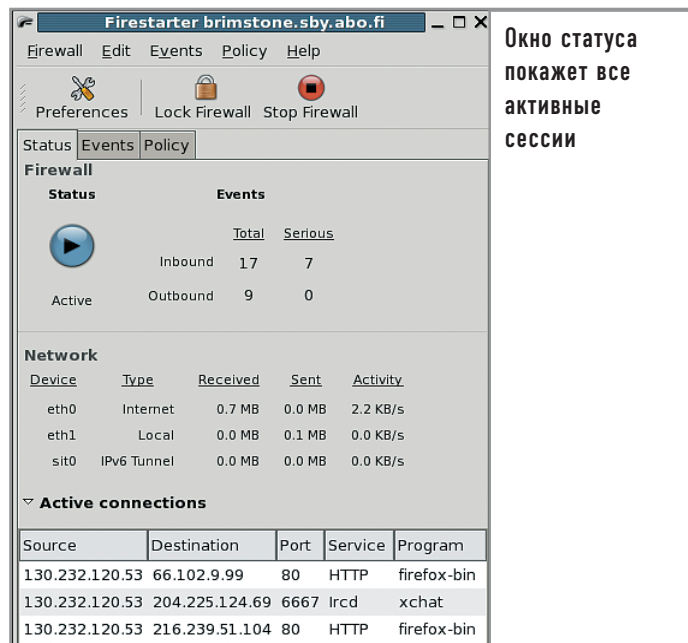 Firestarter brimstone.sby.abo.fi
Firewall Edit Events Policy Help
Preferences Lock Firewall Stop Firewall
Status Events Policy
Firewall
Status Events
Total Serious
Inbound 17 7
Active Outbound 9 0
Network
Device Type Received Sent Activity
eth0 Internet 0.7 MB 0.0 MB 2.2 KB/s
eth1 Local 0.0 MB 0.1 MB 0.0 KB/s
sit0 IPv6 Tunnel 0.0 MB 0.0 MB 0.0 KB/s
Active connections
Source Destination Port Service Program
130.232.120.53 66.102.9.99 80 HTTP firefox-bin
130.232.120.53 204.225.124.69 6667 Ircd xchat
130.232.120.53 216.239.51.104 80 HTTP firefox-bin
Окно статуса
покажет все
активные
сессии